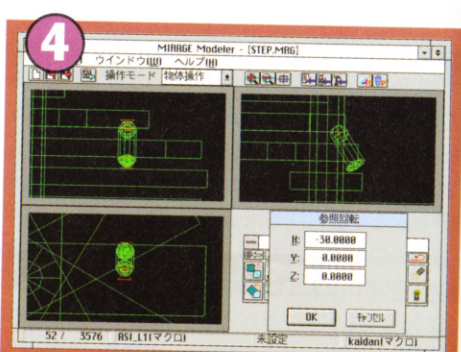 4
MIRAGE Modeler - [STEP.MRG]
ウインドウ(W) ヘルプ(H)
操作モード 物体操作
参照回転
-30.0000
Y: 0.0000
Z: 0.0000
OK キャンセル
52 / 3576 ASI_L1(マクロ) 未設定 kaidan(マクロ)